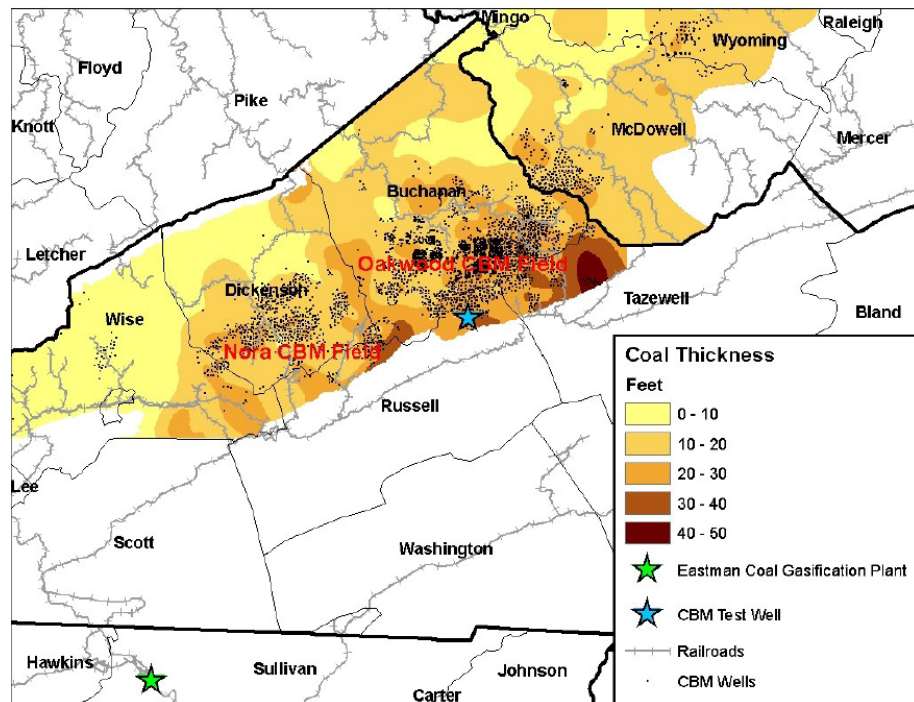 Mingo
Raleigh
Wyoming
Floyd
Pike
Knott
McDowell
Mercer
Buchanan
Letcher
Oakwood CBM Field
Dickenson
Tazewell
Bland
Wise
Nora CBM Field
Russell
Lee
Scott
Washington
Hawkins
Sullivan
Johnson
Carter
Coal Thickness
Feet
0 - 10
10 - 20
20 - 30
30 - 40
40 - 50
Eastman Coal Gasification Plant
CBM Test Well
Railroads
CBM Wells